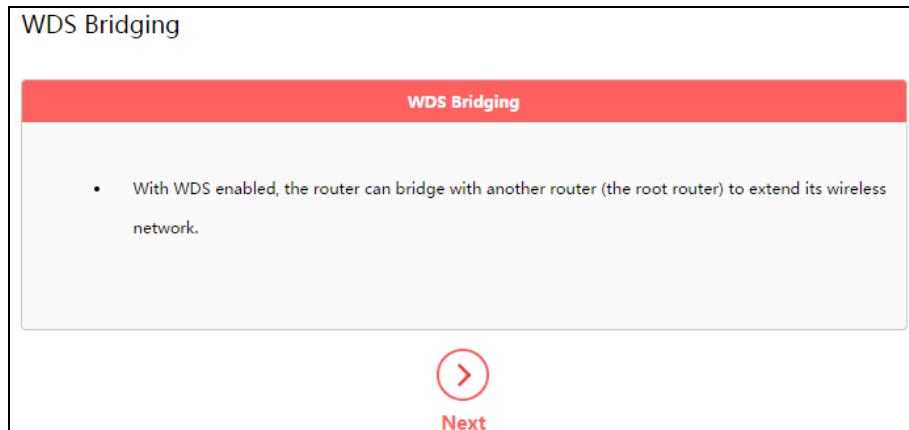 WDS Bridging
WDS Bridging
• With WDS enabled, the router can bridge with another router (the root router) to extend its wireless
network.
Next